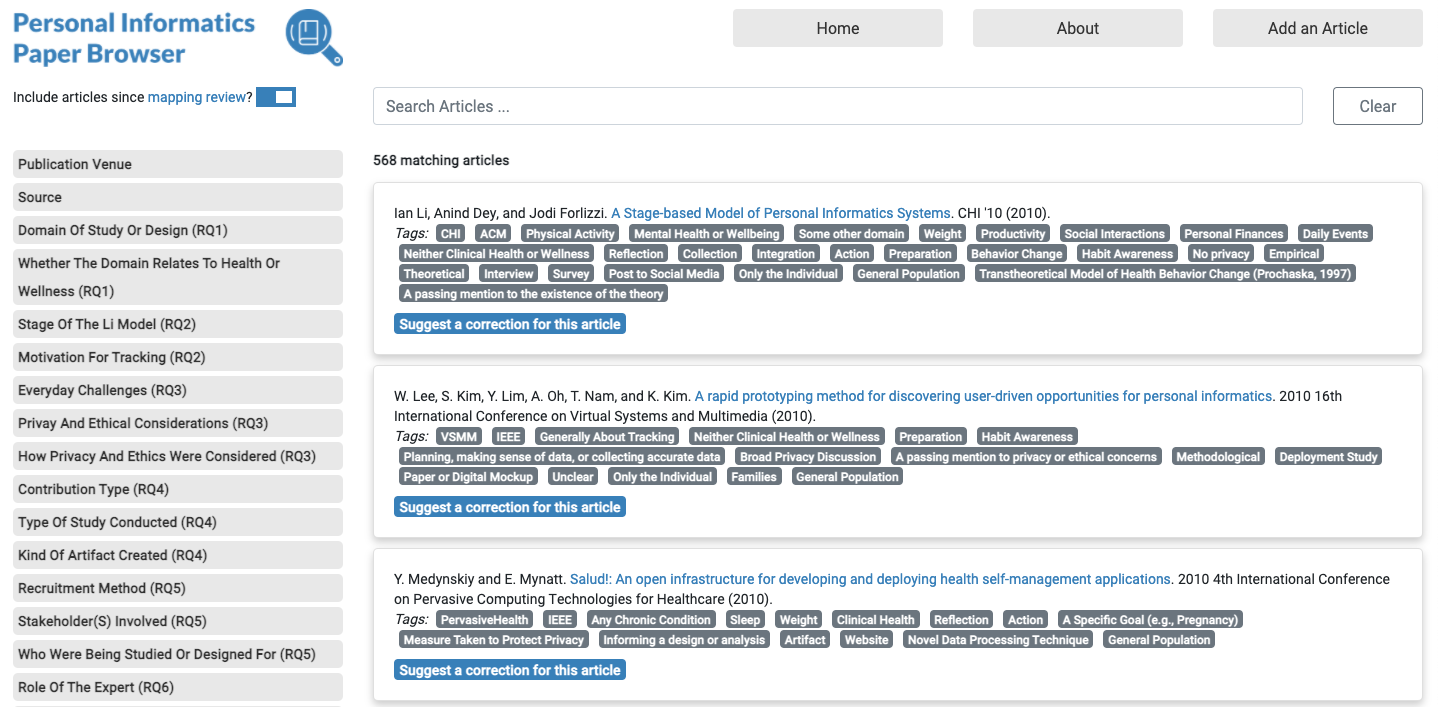 Personal Informatics
Paper Browser
Home
About
Add an Article
Include articles since mapping review?
Search Articles ...
Clear
Publication Venue
Source
Domain Of Study Or Design (RQ1)
Whether The Domain Relates To Health Or
Wellness (RQ1)
Stage Of The Li Model (RQ2)
Motivation For Tracking (RQ2)
Everyday Challenges (RQ3)
Privay And Ethical Considerations (RQ3)
How Privacy And Ethics Were Considered (RQ3)
Contribution Type (RQ4)
Type Of Study Conducted (RQ4)
Kind Of Artifact Created (RQ4)
Recruitment Method (RQ5)
Stakeholder(S) Involved (RQ5)
Who Were Being Studied Or Designed For (RQ5)
Role Of The Expert (RQ6)
568 matching articles
Ian Li, Anind Dey, and Jodi Forlizzi. A Stage-based Model of Personal Informatics Systems. CHI '10 (2010).
Tags: CHI ACM Physical Activity Mental Health or Wellbeing Some other domain Weight Productivity Social Interactions Personal Finances Daily Events
Neither Clinical Health or Wellness Reflection Collection Integration Action Preparation Behavior Change Habit Awareness No privacy Empirical
Theoretical Interview Survey Post to Social Media Only the Individual General Population Transtheoretical Model of Health Behavior Change (Prochaska, 1997)
A passing mention to the existence of the theory
Suggest a correction for this article
W. Lee, S. Kim, Y. Lim, A. Oh, T. Nam, and K. Kim. A rapid prototyping method for discovering user-driven opportunities for personal informatics. 2010 16th
International Conference on Virtual Systems and Multimedia (2010).
Tags: VSMM IEEE Generally About Tracking Neither Clinical Health or Wellness Preparation Habit Awareness
Planning, making sense of data, or collecting accurate data Broad Privacy Discussion A passing mention to privacy or ethical concerns Methodological Deployment Study
Paper or Digital Mockup Unclear Only the Individual Families General Population
Suggest a correction for this article
Y. Medynskiy and E. Mynatt. Salud!: An open infrastructure for developing and deploying health self-management applications. 2010 4th International Conference
on Pervasive Computing Technologies for Healthcare (2010).
Tags: PervasiveHealth IEEE Any Chronic Condition Sleep Weight Clinical Health Reflection Action A Specific Goal (e.g., Pregnancy)
Measure Taken to Protect Privacy Informing a design or analysis Artifact Website Novel Data Processing Technique General Population
Suggest a correction for this article